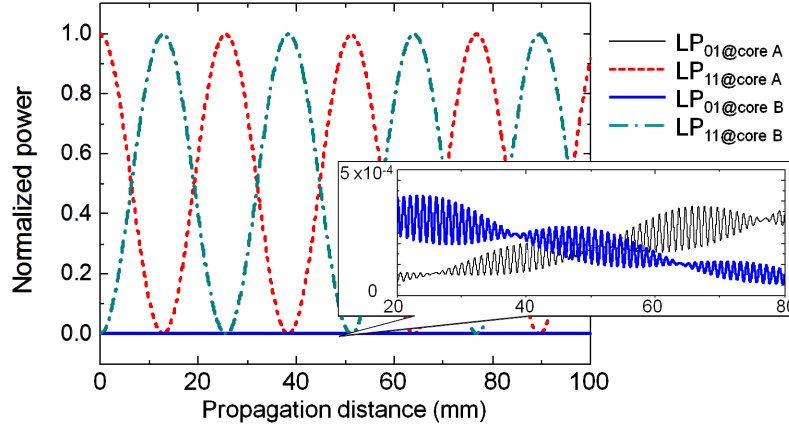 1.0
0.8
0.6
0.4
0.2
0.0
Normalized power
0 20 40 60 80 100
Propagation distance (mm)
LP01@core A
LP11@core A
LP01@core B
LP11@core B
5 ×10-4
0
20 40 60 80